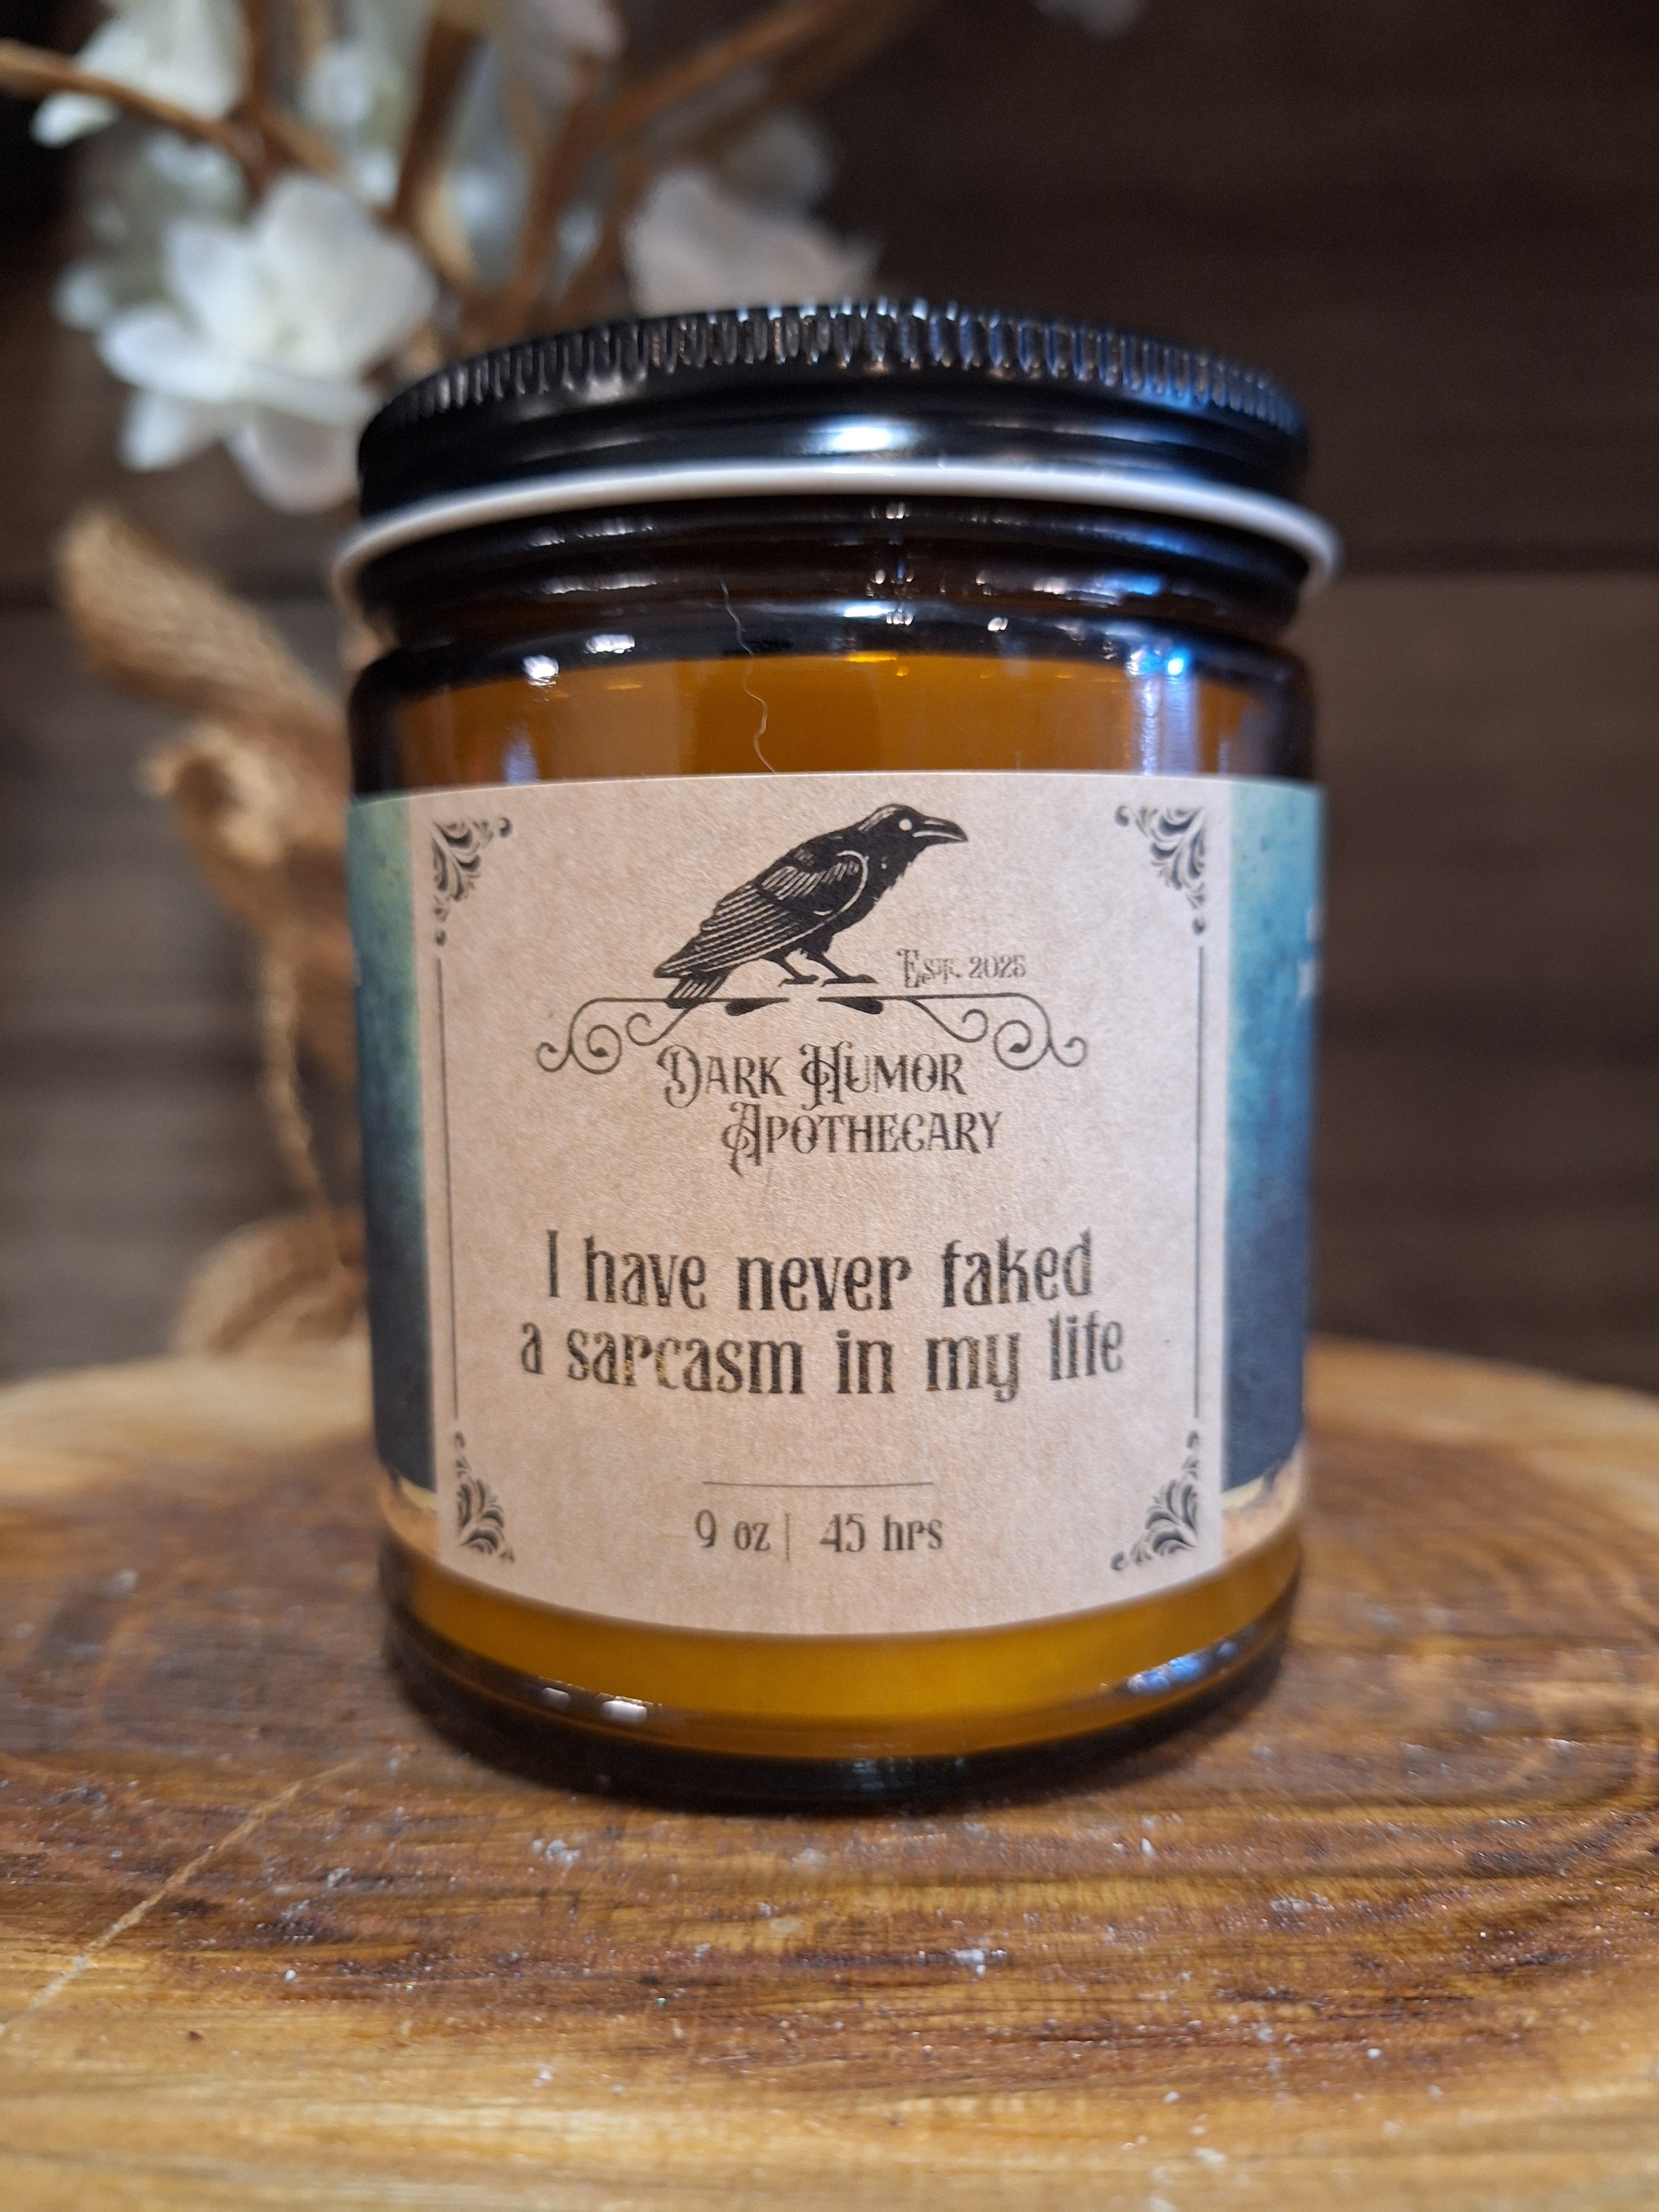 Est. 2025
Dark Humor
Apothecary
I have never faked
a sarcasm in my life
9 oz | 45 hrs